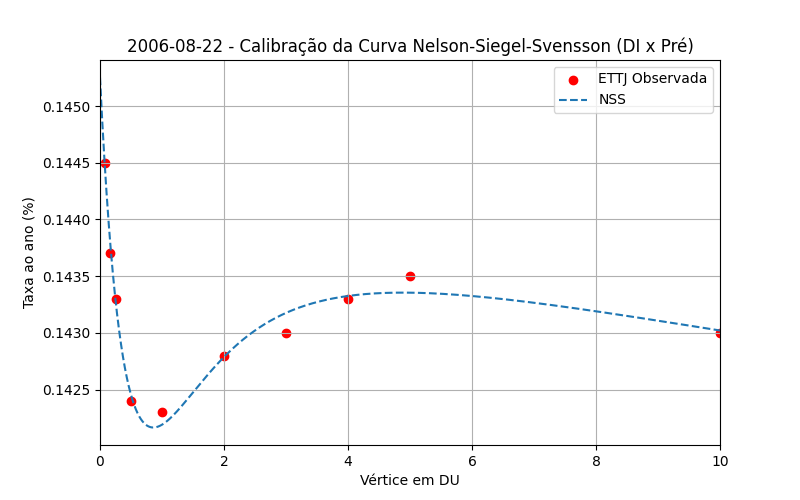 2006-08-22 - Calibração da Curva Nelson-Siegel-Svensson (DI x Pré)
ETTJ Observada
NSS
Taxa ao ano (%)
0.1450
0.1445
0.1440
0.1435
0.1430
0.1425
0 2 4 6 8 10
Vértice em DU